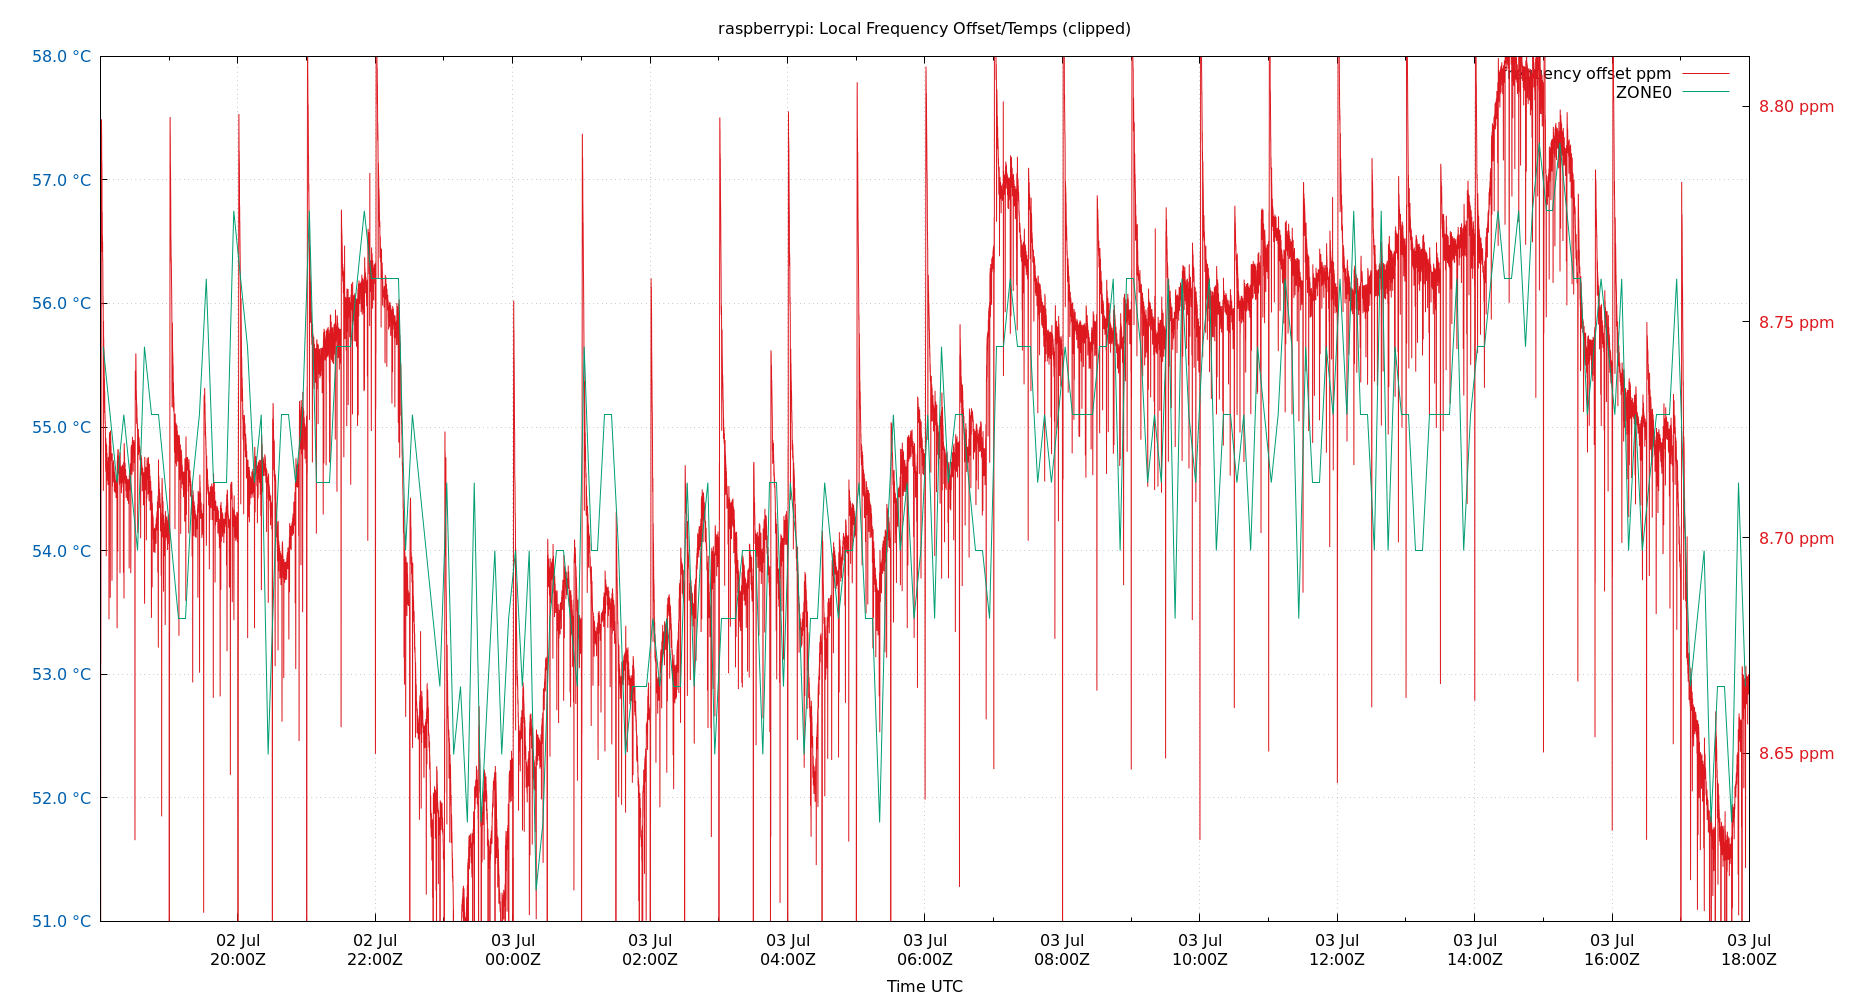 raspberrypi: Local Frequency Offset/Temps (clipped)
58.0 °C
57.0 °C
56.0 °C
55.0 °C
54.0 °C
53.0 °C
52.0 °C
51.0 °C
frequency offset ppm
ZONE0
8.80 ppm
8.75 ppm
8.70 ppm
8.65 ppm
02 Jul 02 Jul 03 Jul 03 Jul 03 Jul 03 Jul 03 Jul 03 Jul 03 Jul 03 Jul 03 Jul 03 Jul
20:00Z 22:00Z 00:00Z 02:00Z 04:00Z 06:00Z 08:00Z 10:00Z 12:00Z 14:00Z 16:00Z 18:00Z
Time UTC